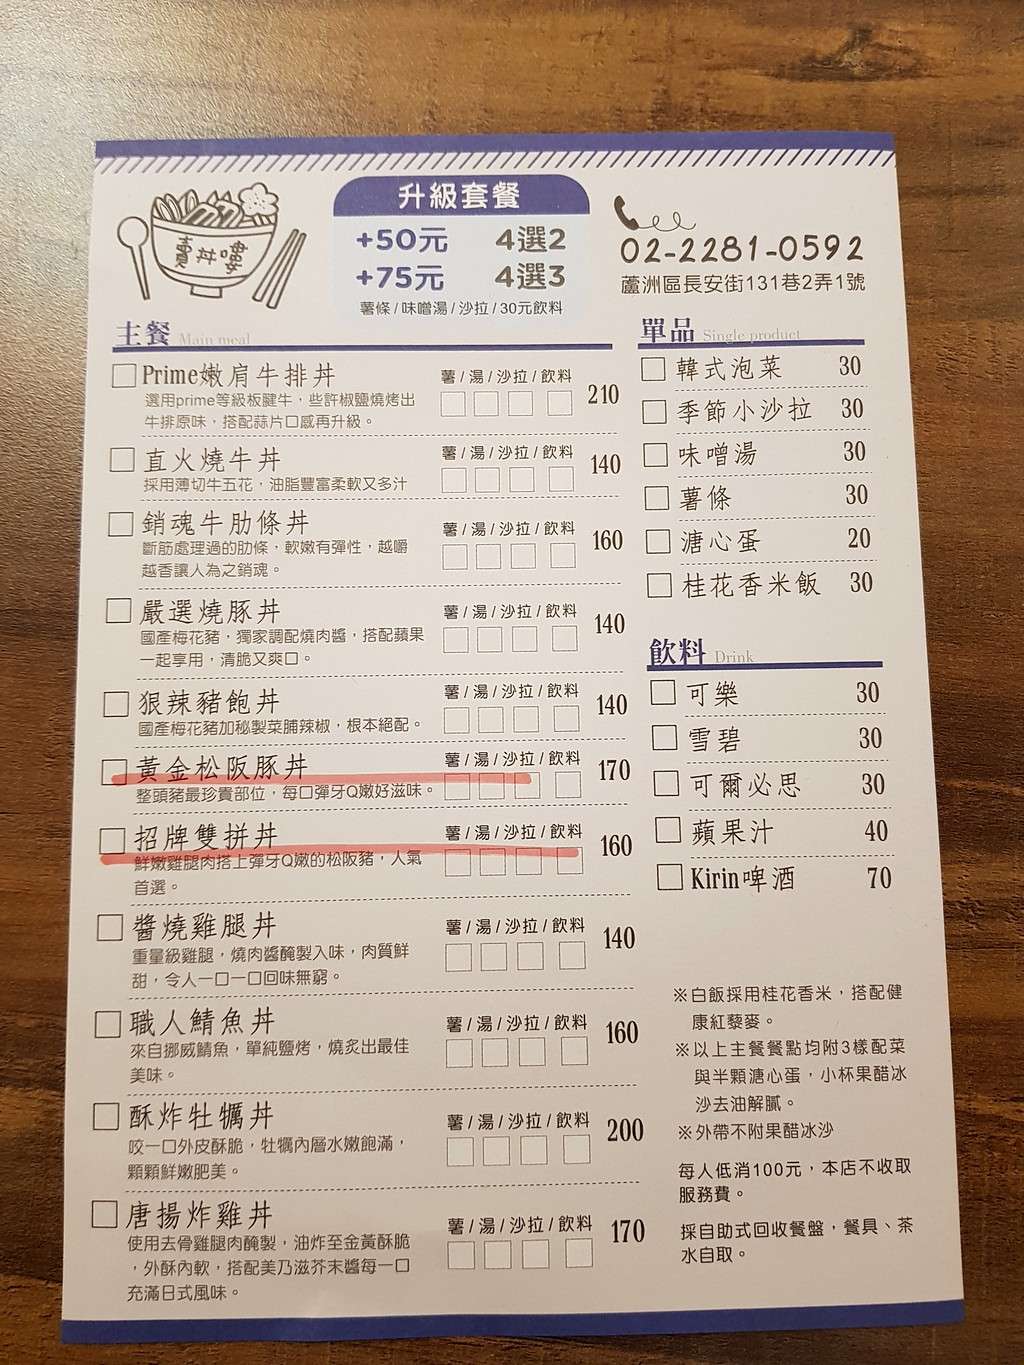 賣丼嘍
升級套餐
+50元 4選2
+75元 4選3
薯條/味噌湯/沙拉/30元飲料
02-2281-0592
蘆洲區長安街131巷2弄1號
主餐 Main meal
Prime嫩肩牛排丼 薯/湯/沙拉/飲料 210
選用prime等級板腱牛，些許椒鹽燒烤出
牛排原味，搭配蒜片口感再升級。
直火燒牛丼 薯/湯/沙拉/飲料 140
採用薄切牛五花，油脂豐富柔軟又多汁
銷魂牛肋條丼 薯/湯/沙拉/飲料 160
斷筋處理過的肋條，軟嫩有彈性，越嚼
越香讓人為之銷魂。
嚴選燒豚丼 薯/湯/沙拉/飲料 140
國產梅花豬，獨家調配燒肉醬，搭配蘋果
一起享用，清脆又爽口。
狠辣豬飽丼 薯/湯/沙拉/飲料 140
國產梅花豬加秘製菜脯辣椒，根本絕配。
黃金松阪豚丼 薯/湯/沙拉/飲料 170
整頭豬最珍貴部位，每口彈牙Q嫩好滋味。
招牌雙拼丼 薯/湯/沙拉/飲料 160
鮮嫩雞腿肉搭上彈牙Q嫩的松阪豬，人氣
首選。
醬燒雞腿丼 薯/湯/沙拉/飲料 140
重量級雞腿，燒肉醬醃製入味，肉質鮮
甜，令人一口一口回味無窮。
職人鯖魚丼 薯/湯/沙拉/飲料 160
來自挪威鯖魚，單純鹽烤，燒炙出最佳
美味。
酥炸牡蠣丼 薯/湯/沙拉/飲料 200
咬一口外皮酥脆，牡蠣內層水嫩飽滿，
顆顆鮮嫩肥美。
唐揚炸雞丼 薯/湯/沙拉/飲料 170
使用去骨雞腿肉醃製，油炸至金黃酥脆
，外酥內軟，搭配美乃滋芥末醬每一口
充滿日式風味。
單品 Single product
韓式泡菜 30
季節小沙拉 30
味噌湯 30
薯條 30
溏心蛋 20
桂花香米飯 30
飲料 Drink
可樂 30
雪碧 30
可爾必思 30
蘋果汁 40
Kirin啤酒 70
※白飯採用桂花香米，搭配健
康紅藜麥。
※以上主餐餐點均附3樣配菜
與半顆溏心蛋，小杯果醋冰
沙去油解膩。
※外帶不附果醋冰沙
每人低消100元，本店不收取
服務費。
採自助式回收餐盤，餐具、茶
水自取。